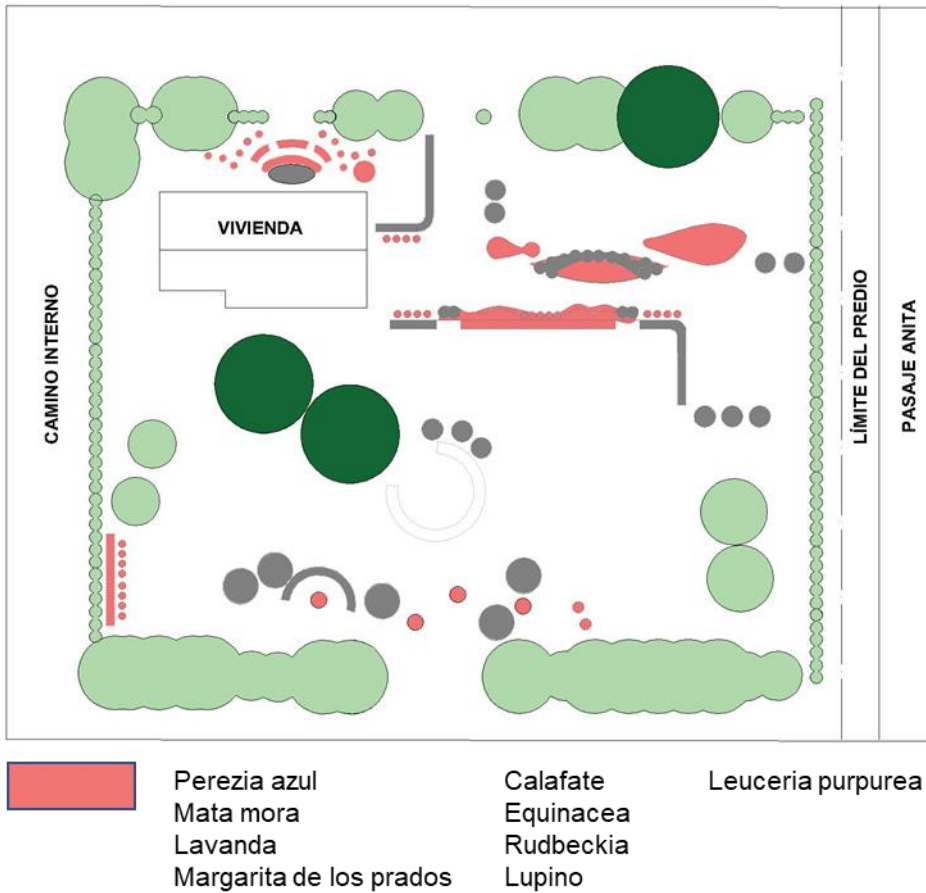 VIVIENDA
CAMINO INTERNO
LÍMITE DEL PREDIO
PASAJE ANITA
Perezia azul
Mata mora
Lavanda
Margarita de los prados
Calafate
Equinacea
Rudbeckia
Lupino
Leuceria purpurea